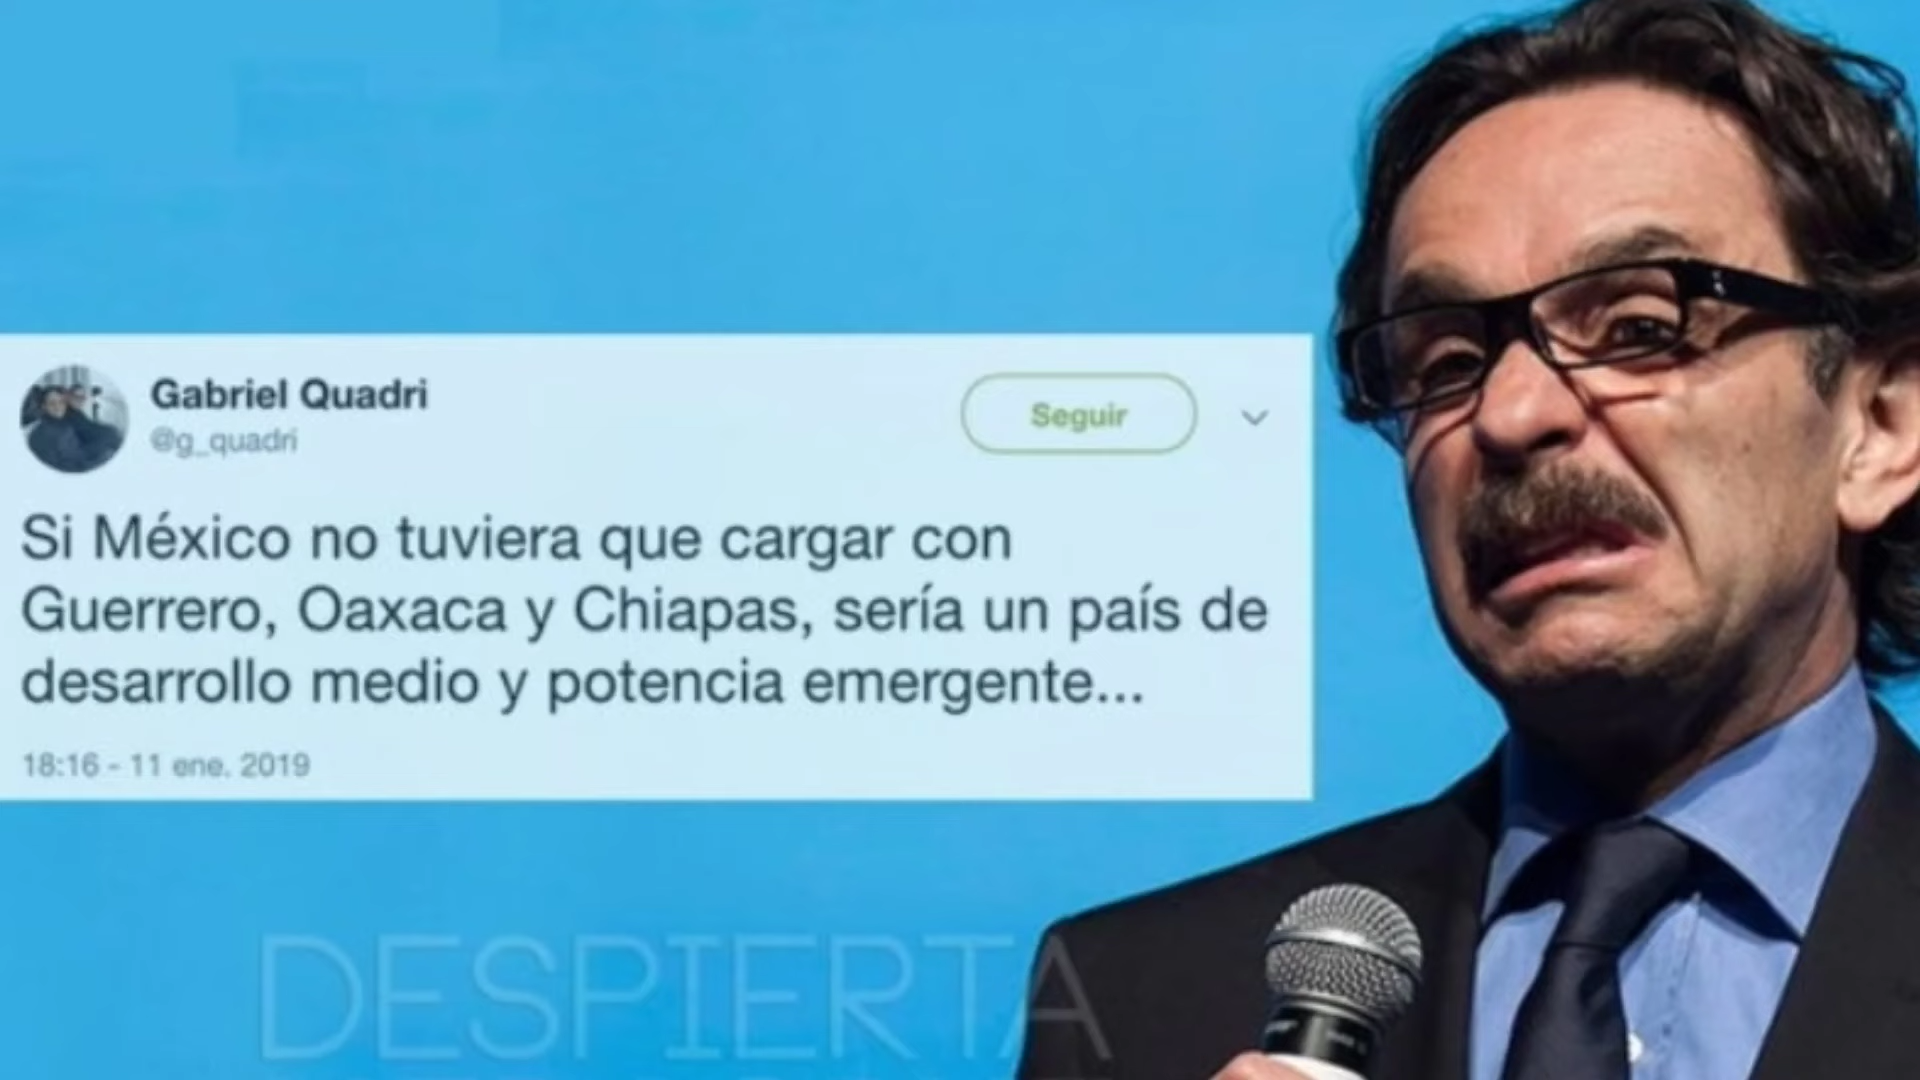 Gabriel Quadri
@g_quadri
Seguir
Si México no tuviera que cargar con
Guerrero, Oaxaca y Chiapas, sería un país de
desarrollo medio y potencia emergente...
18:16 - 11 ene. 2019
DESPIERTA